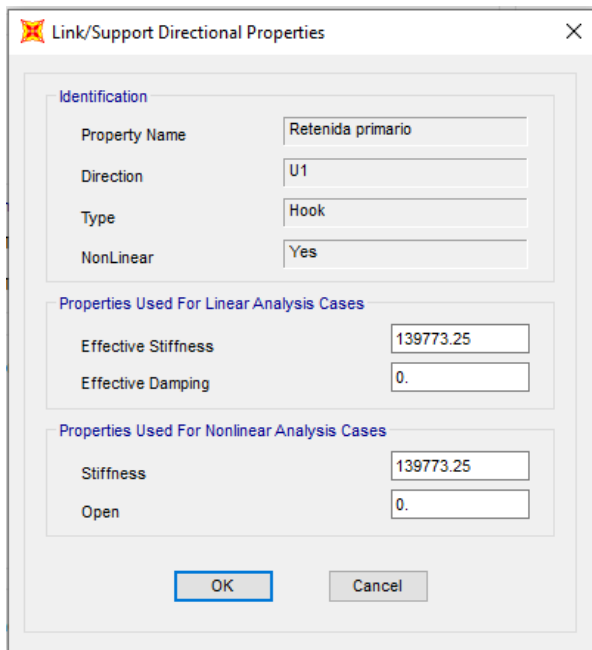 Link/Support Directional Properties
Identification
Property Name Retenida primario
Direction U1
Type Hook
NonLinear Yes
Properties Used For Linear Analysis Cases
Effective Stiffness 139773.25
Effective Damping 0.
Properties Used For Nonlinear Analysis Cases
Stiffness 139773.25
Open 0.
OK Cancel